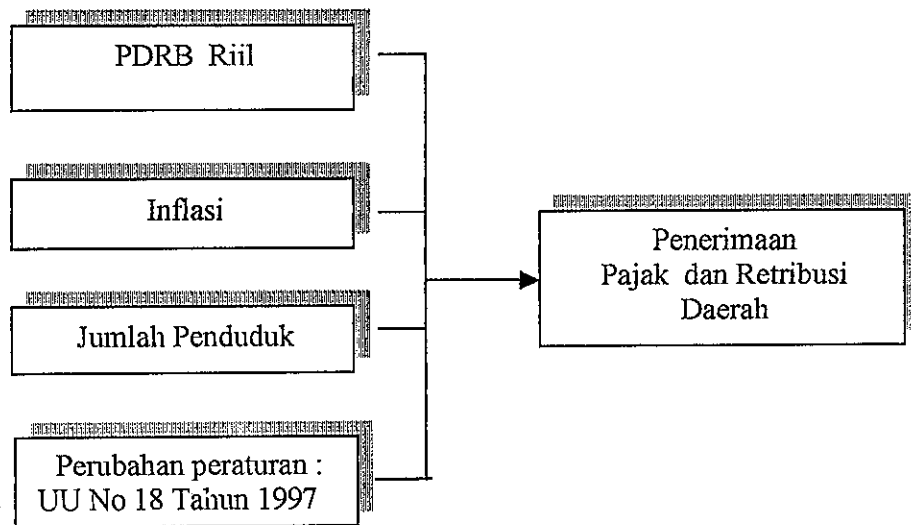 PDRB Riil
Inflasi
Jumlah Penduduk
Perubahan peraturan :
UU No 18 Tahun 1997
Penerimaan
Pajak dan Retribusi
Daerah